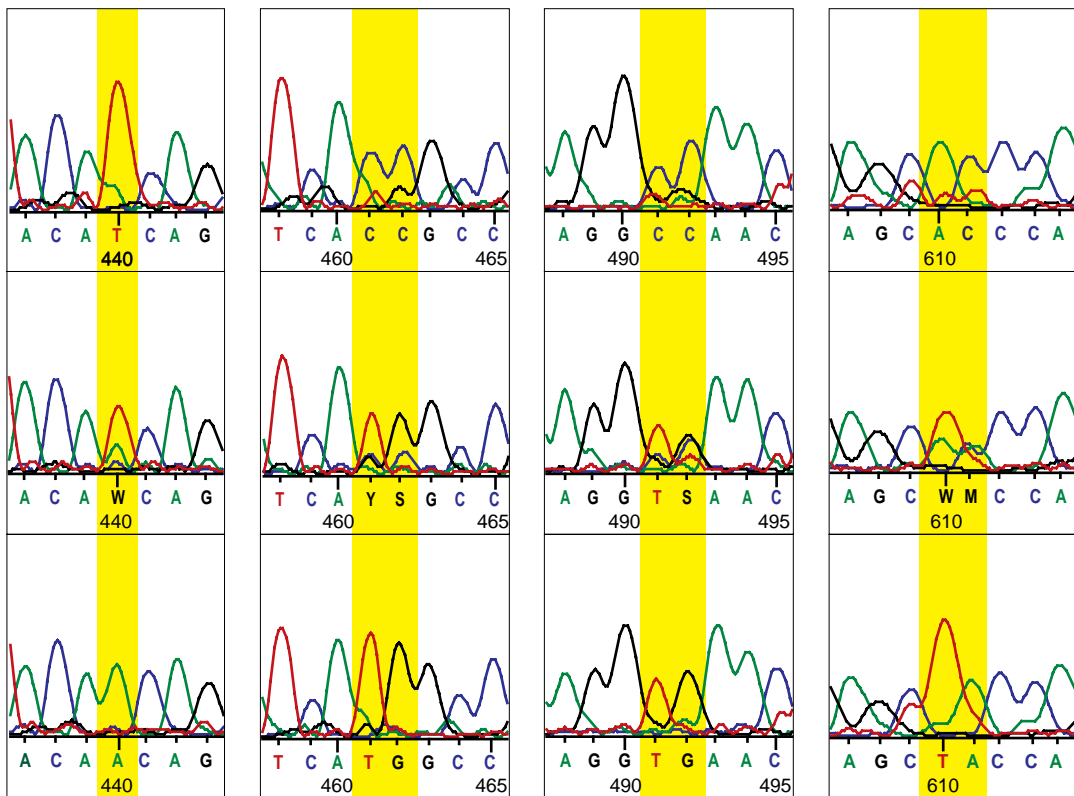 A C A T C A G
440
T C A C C G C C
460 465
A G G C C A A C
490 495
A G C A C C C A
610
A C A W C A G
440
T C A Y S G C C
460 465
A G G T S A A C
490 495
A G C W M C C A
610
A C A A C A G
440
T C A T G G C C
460 465
A G G T G A A C
490 495
A G C T A C C A
610